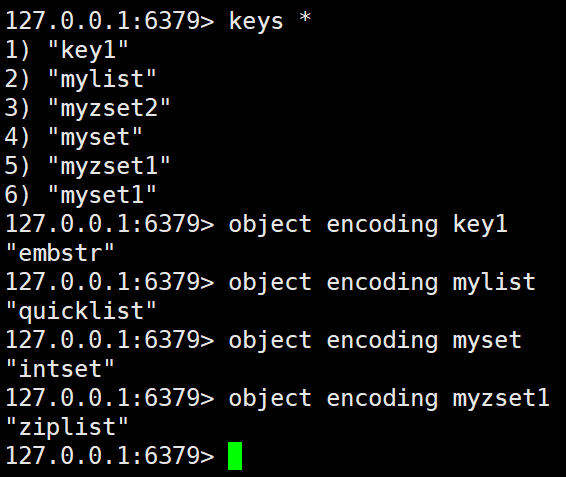 127.0.0.1:6379> keys *
1) "key1"
2) "mylist"
3) "myzset2"
4) "myset"
5) "myzset1"
6) "myset1"
127.0.0.1:6379> object encoding key1
"embstr"
127.0.0.1:6379> object encoding mylist
"quicklist"
127.0.0.1:6379> object encoding myset
"intset"
127.0.0.1:6379> object encoding myzset1
"ziplist"
127.0.0.1:6379>